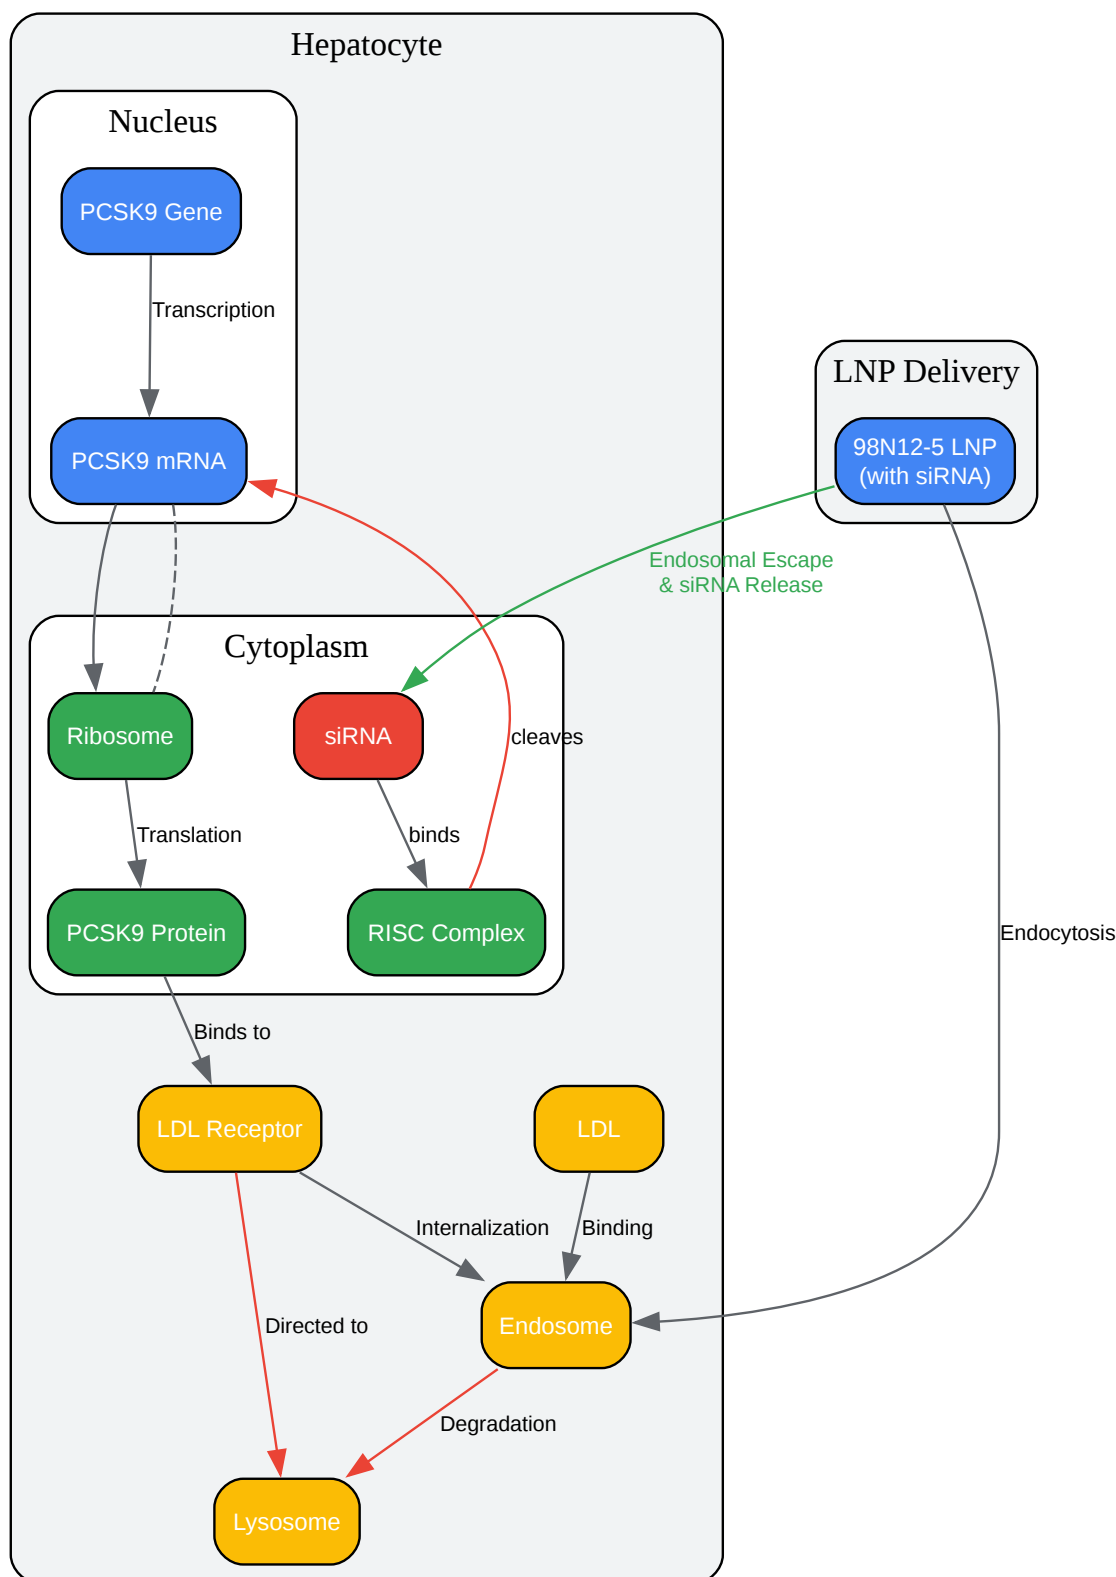 Hepatocyte
Nucleus
PCSK9 Gene
Transcription
LNP Delivery
PCSK9 mRNA
98N12-5 LNP
(with siRNA)
Endosomal Escape
& siRNA Release
Cytoplasm
Ribosome
siRNA
cleaves
Translation
binds
PCSK9 Protein
RISC Complex
Endocytosis
Binds to
LDL Receptor
LDL
Internalization
Binding
Endosome
Directed to
Degradation
Lysosome